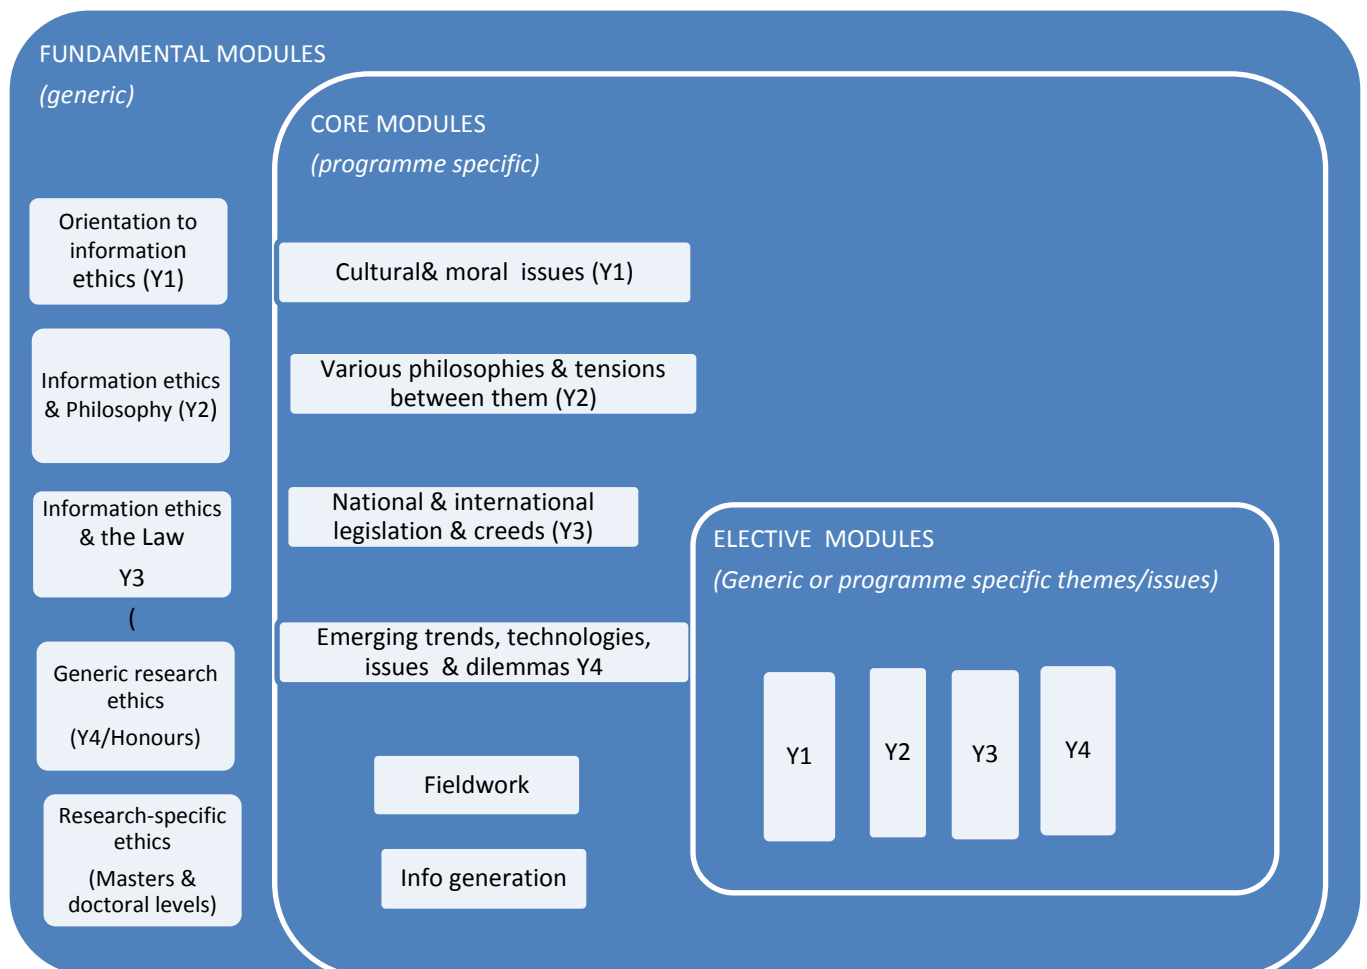 FUNDAMENTAL MODULES
(generic)
Orientation to
information
ethics (Y1)
Information ethics
& Philosophy (Y2)
Information ethics
& the Law
Y3
(
Generic research
ethics
(Y4/Honours)
Research-specific
ethics
(Masters &
doctoral levels)
CORE MODULES
(programme specific)
Cultural& moral  issues (Y1)
Various philosophies & tensions
between them (Y2)
National & international
legislation & creeds (Y3)
Emerging trends, technologies,
issues  & dilemmas Y4
Fieldwork
Info generation
ELECTIVE  MODULES
(Generic or programme specific themes/issues)
Y1
Y2
Y3
Y4